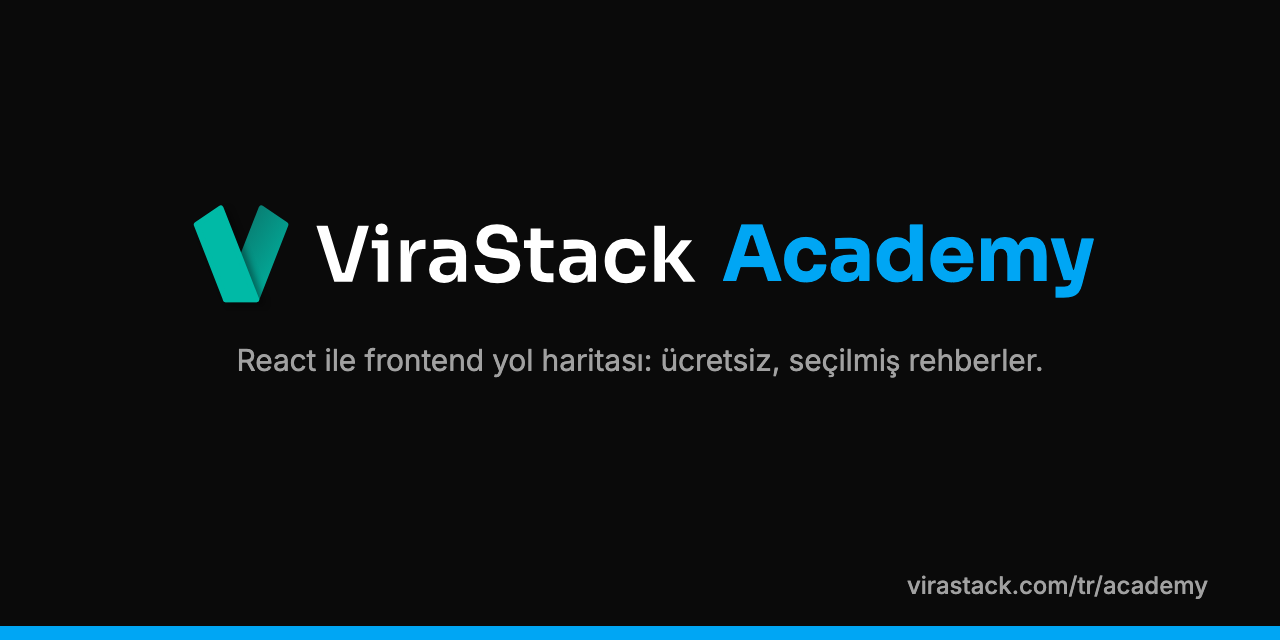 ViraStack Academy
React ile frontend yol haritası: ücretsiz, seçilmiş rehberler.
virastack.com/tr/academy